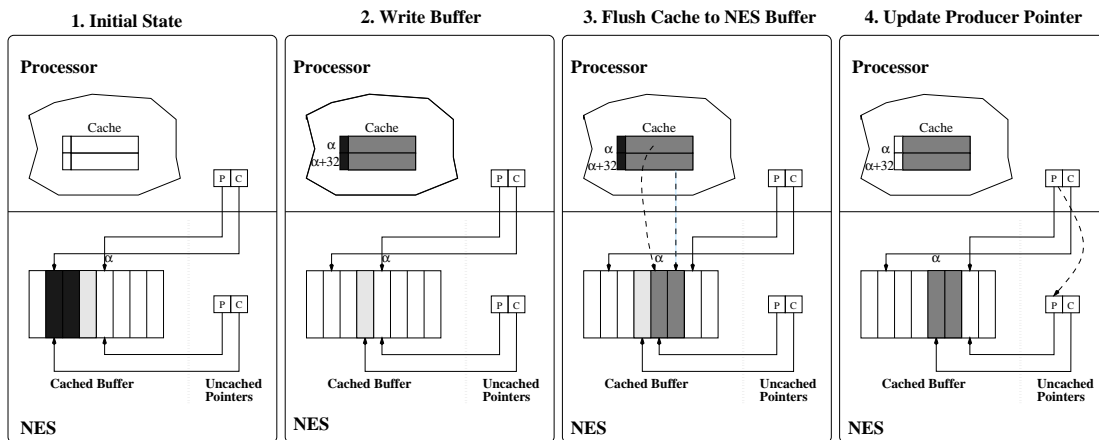 1. Initial State
Processor
Cache
P C
α
P C
Cached Buffer
Uncached
Pointers
NES
2. Write Buffer
Processor
Cache
α
α+32
P C
α
P C
Cached Buffer
Uncached
Pointers
NES
3. Flush Cache to NES Buffer
Processor
Cache
α
α+32
P C
α
P C
Cached Buffer
Uncached
Pointers
NES
4. Update Producer Pointer
Processor
Cache
α
α+32
P C
α
P C
Cached Buffer
Uncached
Pointers
NES